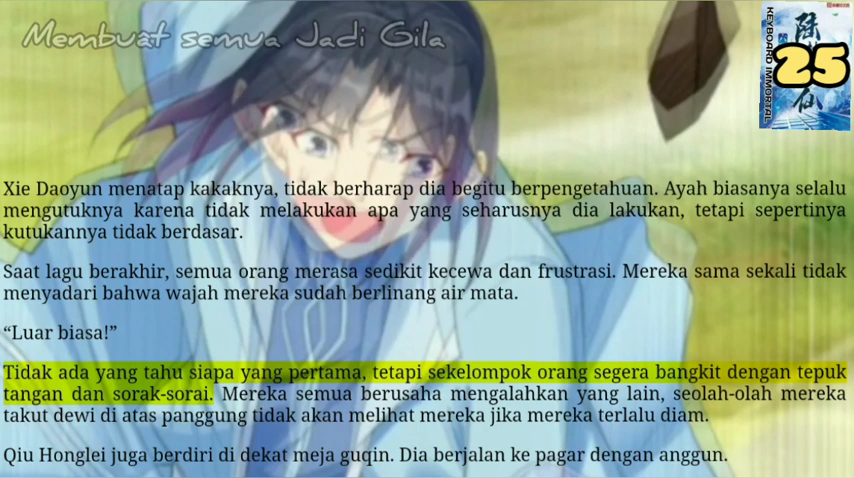 Membuat semua Jadi Gila
KEYBOARD IMMORTAL
25
Xie Daoyun menatap kakaknya, tidak berharap dia begitu berpengetahuan. Ayah biasanya selalu
mengutuknya karena tidak melakukan apa yang seharusnya dia lakukan, tetapi sepertinya
kutukannya tidak berdasar.
Saat lagu berakhir, semua orang merasa sedikit kecewa dan frustrasi. Mereka sama sekali tidak
menyadari bahwa wajah mereka sudah berlinang air mata.
“Luar biasa!”
Tidak ada yang tahu siapa yang pertama, tetapi sekelompok orang segera bangkit dengan tepuk
tangan dan sorak-sorai. Mereka semua berusaha mengalahkan yang lain, seolah-olah mereka
takut dewi di atas panggung tidak akan melihat mereka jika mereka terlalu diam.
Qiu Honglei juga berdiri di dekat meja guqin. Dia berjalan ke pagar dengan anggun.